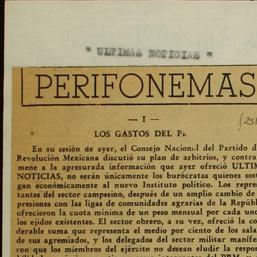 " ULTIMAS NOTICIAS "
PERIFONEMAS
— I —
(25
LOS GASTOS DEL
En su sesión de ayer, el Consejo Nacional del Partido d
Revolución Mexicana discutió su plan de arbitrios, y contra
mene a la apresurada información que ayer ofreció ULTIM
NOTICIAS, no serán únicamente los burócratas quienes sost
gan económicamente al nuevo Instituto político. Los repre
tantes del sector campesino, después de un amplio cambio de
presiones con las ligas de comunidades agrarias de la Repúbl
ofrecieron la cuota mínima de un peso mensual por cada uno
los ejidos existentes. El sector obrero, a su vez, ofreció la co
derable suma que representa el medio por ciento de los sala
de sus agremiados, y los delegados del sector militar manifest
ron que los miembros del ejército no desean eludir la respo